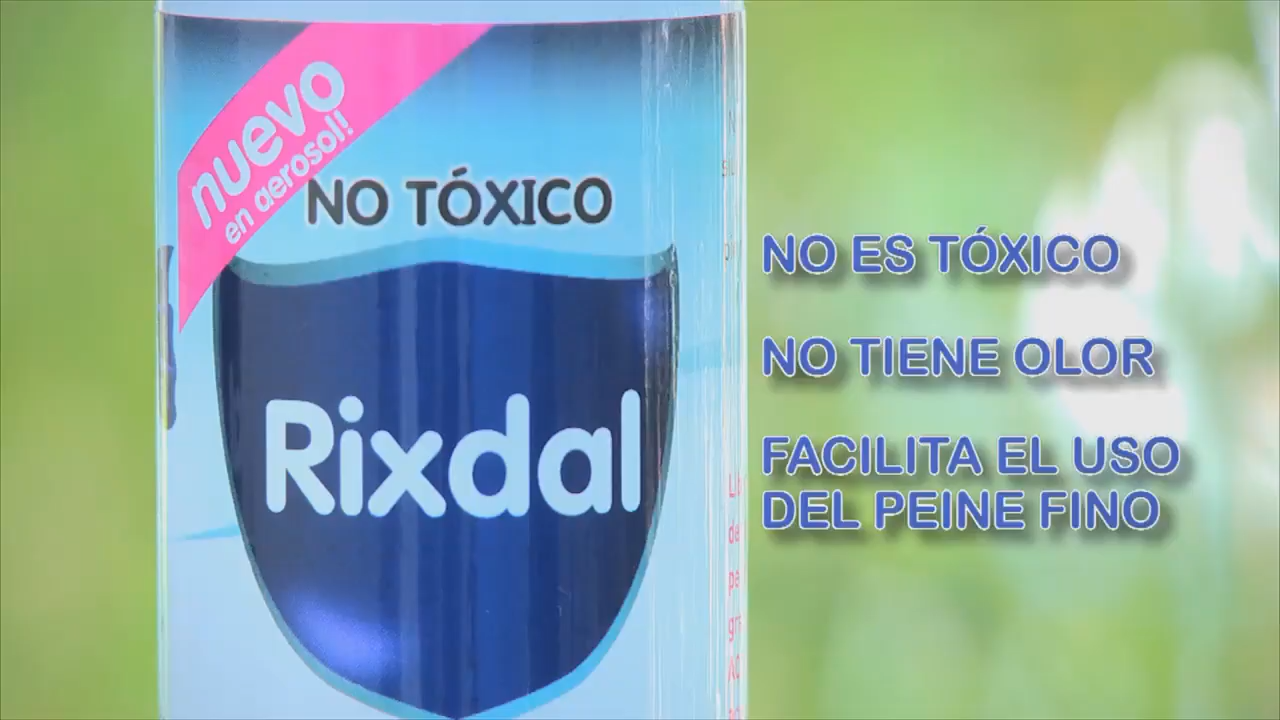 nuevo
en aerosol!
NO TÓXICO
Rixdal
NO ES TÓXICO
NO TIENE OLOR
FACILITA EL USO
DEL PEINE FINO